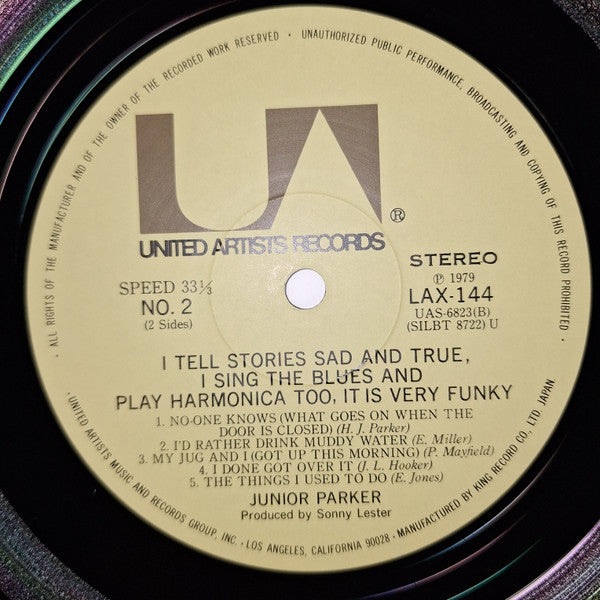 ALL RIGHTS OF THE MANUFACTURER AND OF THE OWNER OF THE RECORDED WORK RESERVED • UNAUTHORIZED PUBLIC PERFORMANCE, BROADCASTING AND COPYING OF THIS RECORD PROHIBITED
UA ®
UNITED ARTISTS RECORDS
SPEED 33⅓
NO. 2
(2 Sides)
STEREO
Ⓟ 1979
LAX-144
UAS-6823(B)
(SILBT 8722) U
I TELL STORIES SAD AND TRUE,
I SING THE BLUES AND
PLAY HARMONICA TOO, IT IS VERY FUNKY
1. NO-ONE KNOWS (WHAT GOES ON WHEN THE
DOOR IS CLOSED) (H. J. Parker)
2. I'D RATHER DRINK MUDDY WATER (E. Miller)
3. MY JUG AND I (GOT UP THIS MORNING) (P. Mayfield)
4. I DONE GOT OVER IT (J. L. Hooker)
5. THE THINGS I USED TO DO (E. Jones)
JUNIOR PARKER
Produced by Sonny Lester
UNITED ARTISTS MUSIC AND RECORDS GROUP, INC. • LOS ANGELES, CALIFORNIA 90028 • MANUFACTURED BY KING RECORD CO., LTD. JAPAN